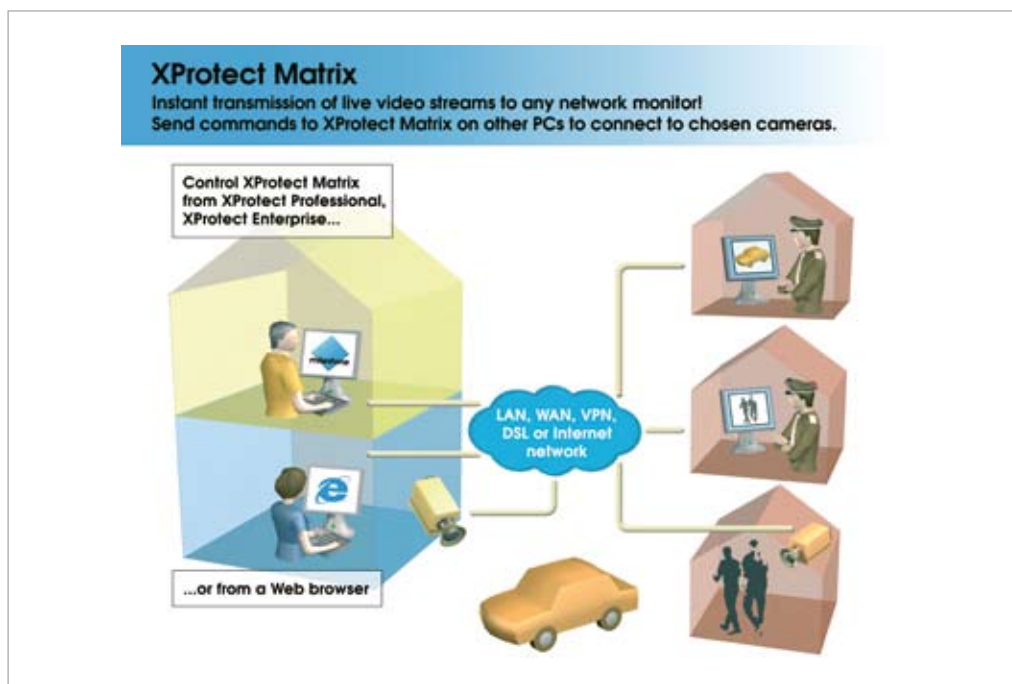 XProtect Matrix
Instant transmission of live video streams to any network monitor!
Send commands to XProtect Matrix on other PCs to connect to chosen cameras.
Control XProtect Matrix
from XProtect Professional,
XProtect Enterprise...
milestone
LAN, WAN, VPN,
DSL or Internet
network
...or from a Web browser